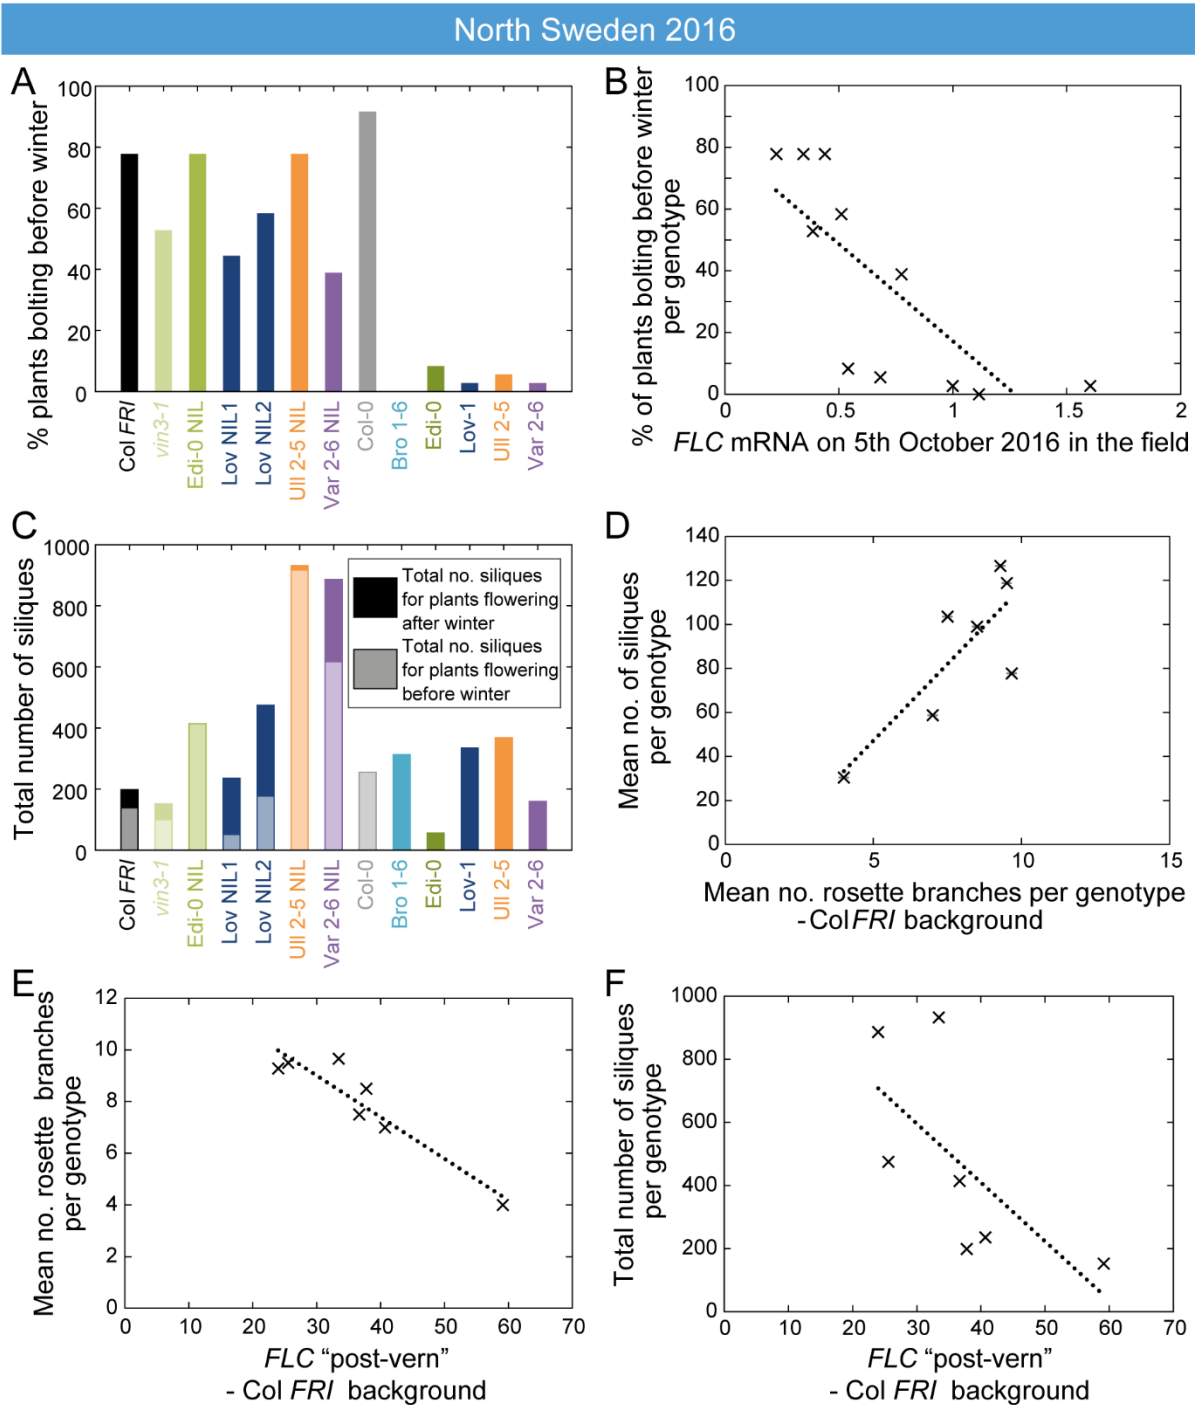 North Sweden 2016
A
% plants bolting before winter
100
80
60
40
20
0
Col FRI
vin3-1
Edi-0 NIL
Lov NIL1
Lov NIL2
Ull 2-5 NIL
Var 2-6 NIL
Col-0
Bro 1-6
Edi-0
Lov-1
Ull 2-5
Var 2-6
B
% of plants bolting before winter
per genotype
100
80
60
40
20
0
0
0.5
1
1.5
2
FLC mRNA on 5th October 2016 in the field
C
Total number of siliques
1000
800
600
400
200
0
Total no. siliques
for plants flowering
after winter
Total no. siliques
for plants flowering
before winter
Col FRI
vin3-1
Edi-0 NIL
Lov NIL1
Lov NIL2
Ull 2-5 NIL
Var 2-6 NIL
Col-0
Bro 1-6
Edi-0
Lov-1
Ull 2-5
Var 2-6
D
Mean no. of siliques
per genotype
140
120
100
80
60
40
20
0
0
5
10
15
Mean no. rosette branches per genotype
-Col FRI background
E
Mean no. rosette branches
per genotype
12
10
8
6
4
2
0
0
10
20
30
40
50
60
70
FLC “post-vern”
- Col FRI background
F
Total number of siliques
per genotype
1000
800
600
400
200
0
0
10
20
30
40
50
60
70
FLC “post-vern”
- Col FRI background